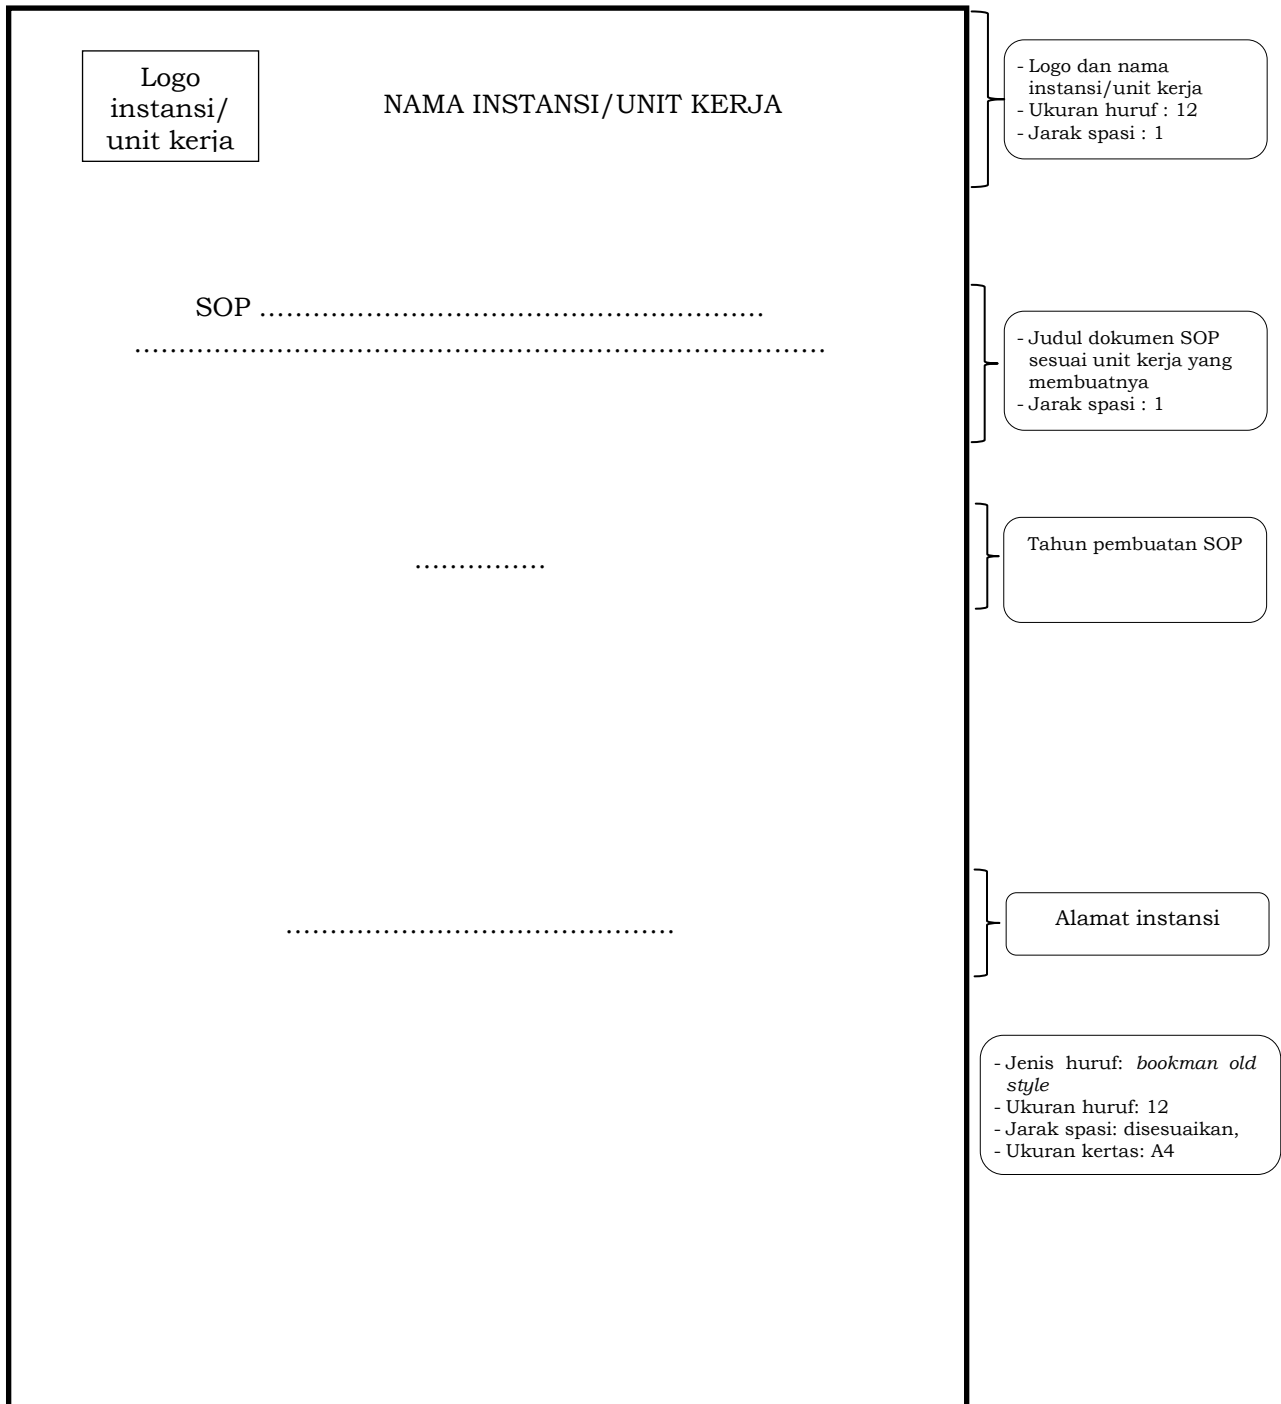 Logo
instansi/
unit kerja
NAMA INSTANSI/UNIT KERJA
- Logo dan nama
instansi/unit kerja
- Ukuran huruf : 12
- Jarak spasi : 1
SOP .........................................................
..............................................................................
- Judul dokumen SOP
sesuai unit kerja yang
membuatnya
- Jarak spasi : 1
...............
Tahun pembuatan SOP
............................................
Alamat instansi
- Jenis huruf: bookman old
style
- Ukuran huruf: 12
- Jarak spasi: disesuaikan,
- Ukuran kertas: A4